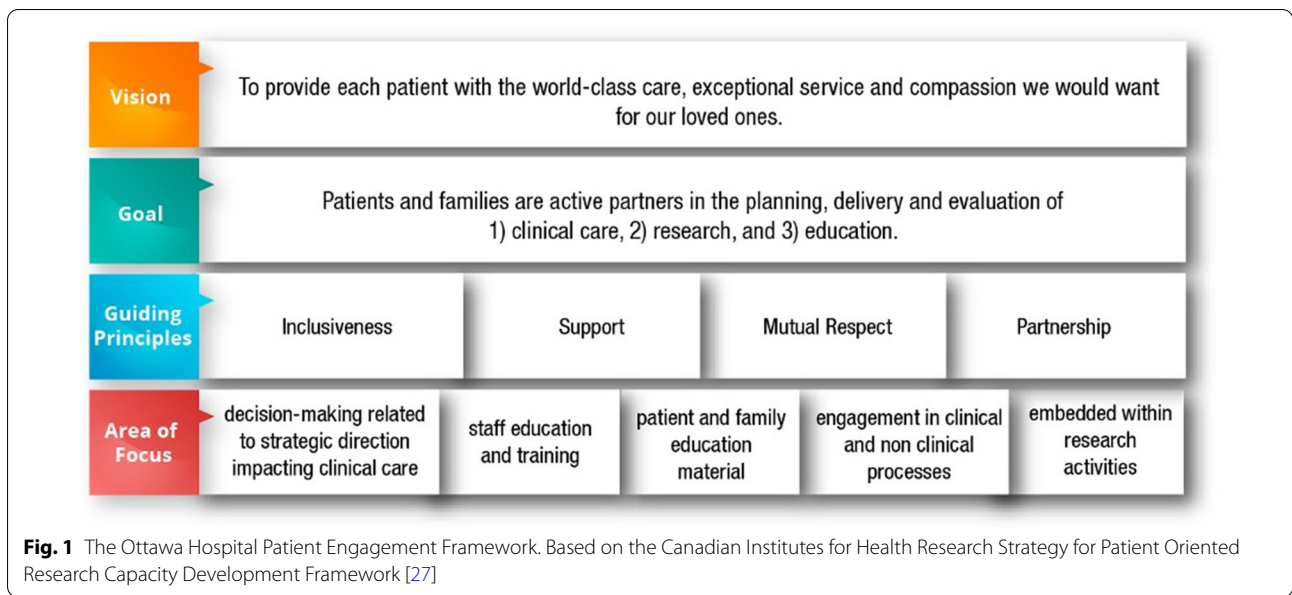 Vision
To provide each patient with the world-class care, exceptional service and compassion we would want
for our loved ones.
Goal
Patients and families are active partners in the planning, delivery and evaluation of
1) clinical care, 2) research, and 3) education.
Guiding
Principles
Inclusiveness
Support
Mutual Respect
Partnership
Area of
Focus
decision-making related
to strategic direction
impacting clinical care
staff education
and training
patient and family
education
material
engagement in clinical
and non clinical
processes
embedded within
research
activities
Fig. 1 The Ottawa Hospital Patient Engagement Framework. Based on the Canadian Institutes for Health Research Strategy for Patient Oriented
Research Capacity Development Framework [27]